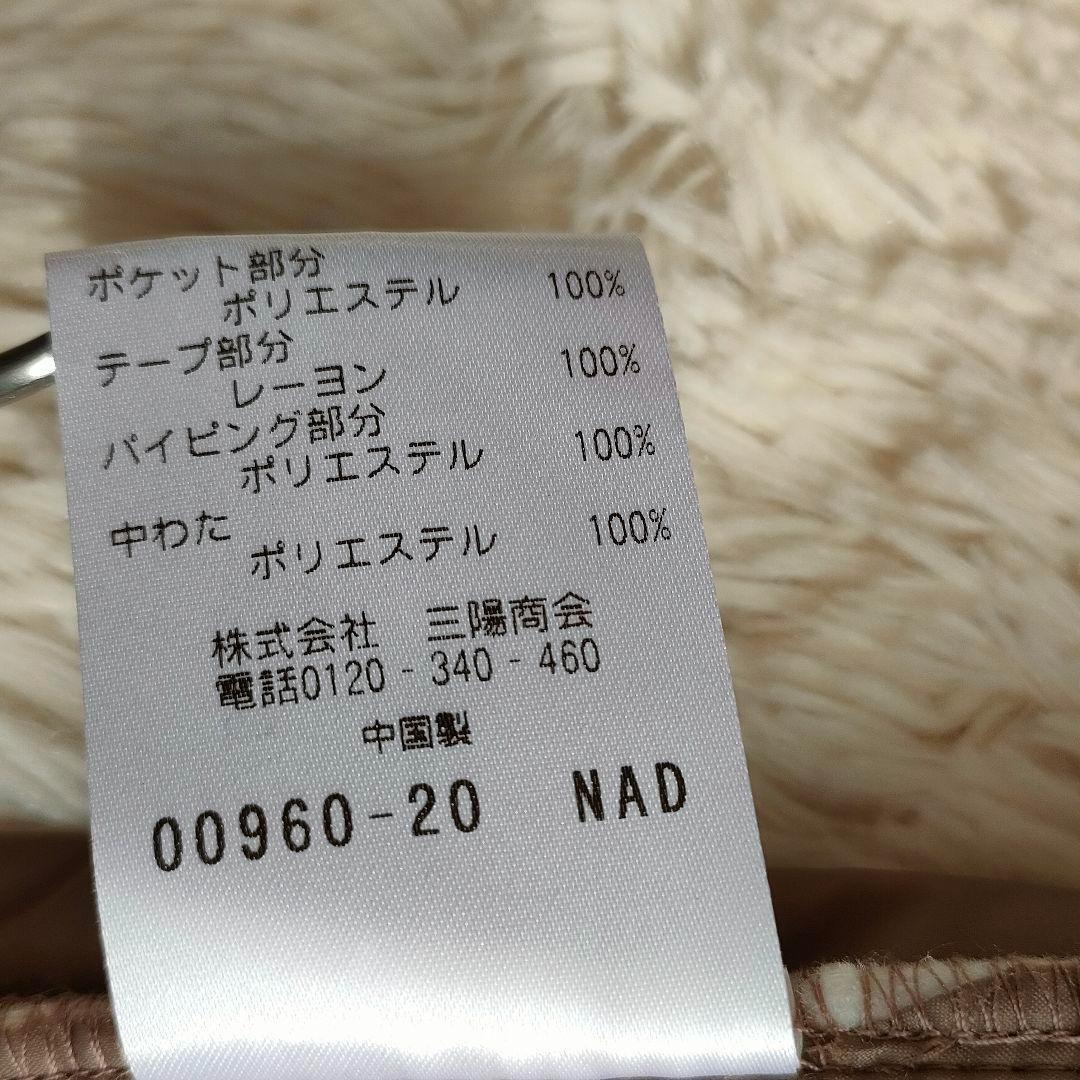 ポケット部分
ポリエステル 100%
テープ部分
レーヨン 100%
パイピング部分
ポリエステル 100%
中わた
ポリエステル 100%
株式会社 三陽商会
電話0120-340-460
中国製
00960-20 NAD